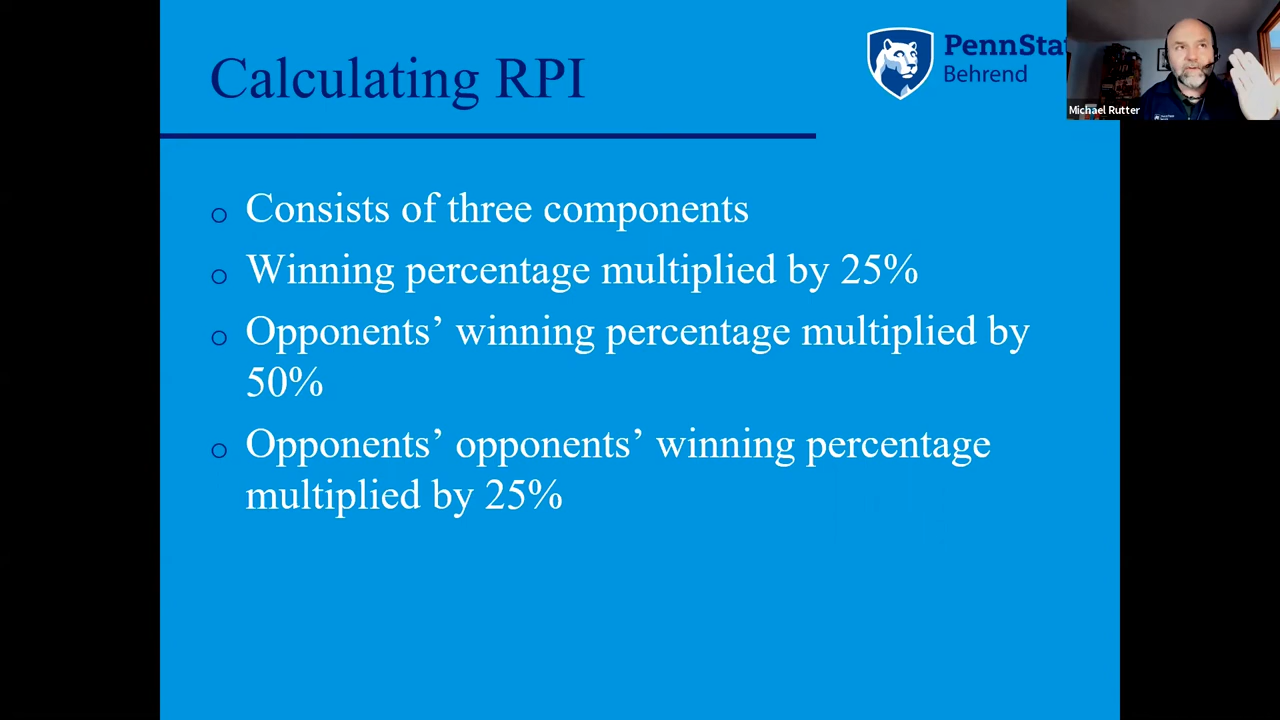 Calculating RPI
PennSta
Behrend
Michael Rutter
o Consists of three components
o Winning percentage multiplied by 25%
o Opponents’ winning percentage multiplied by
50%
o Opponents’ opponents’ winning percentage
multiplied by 25%